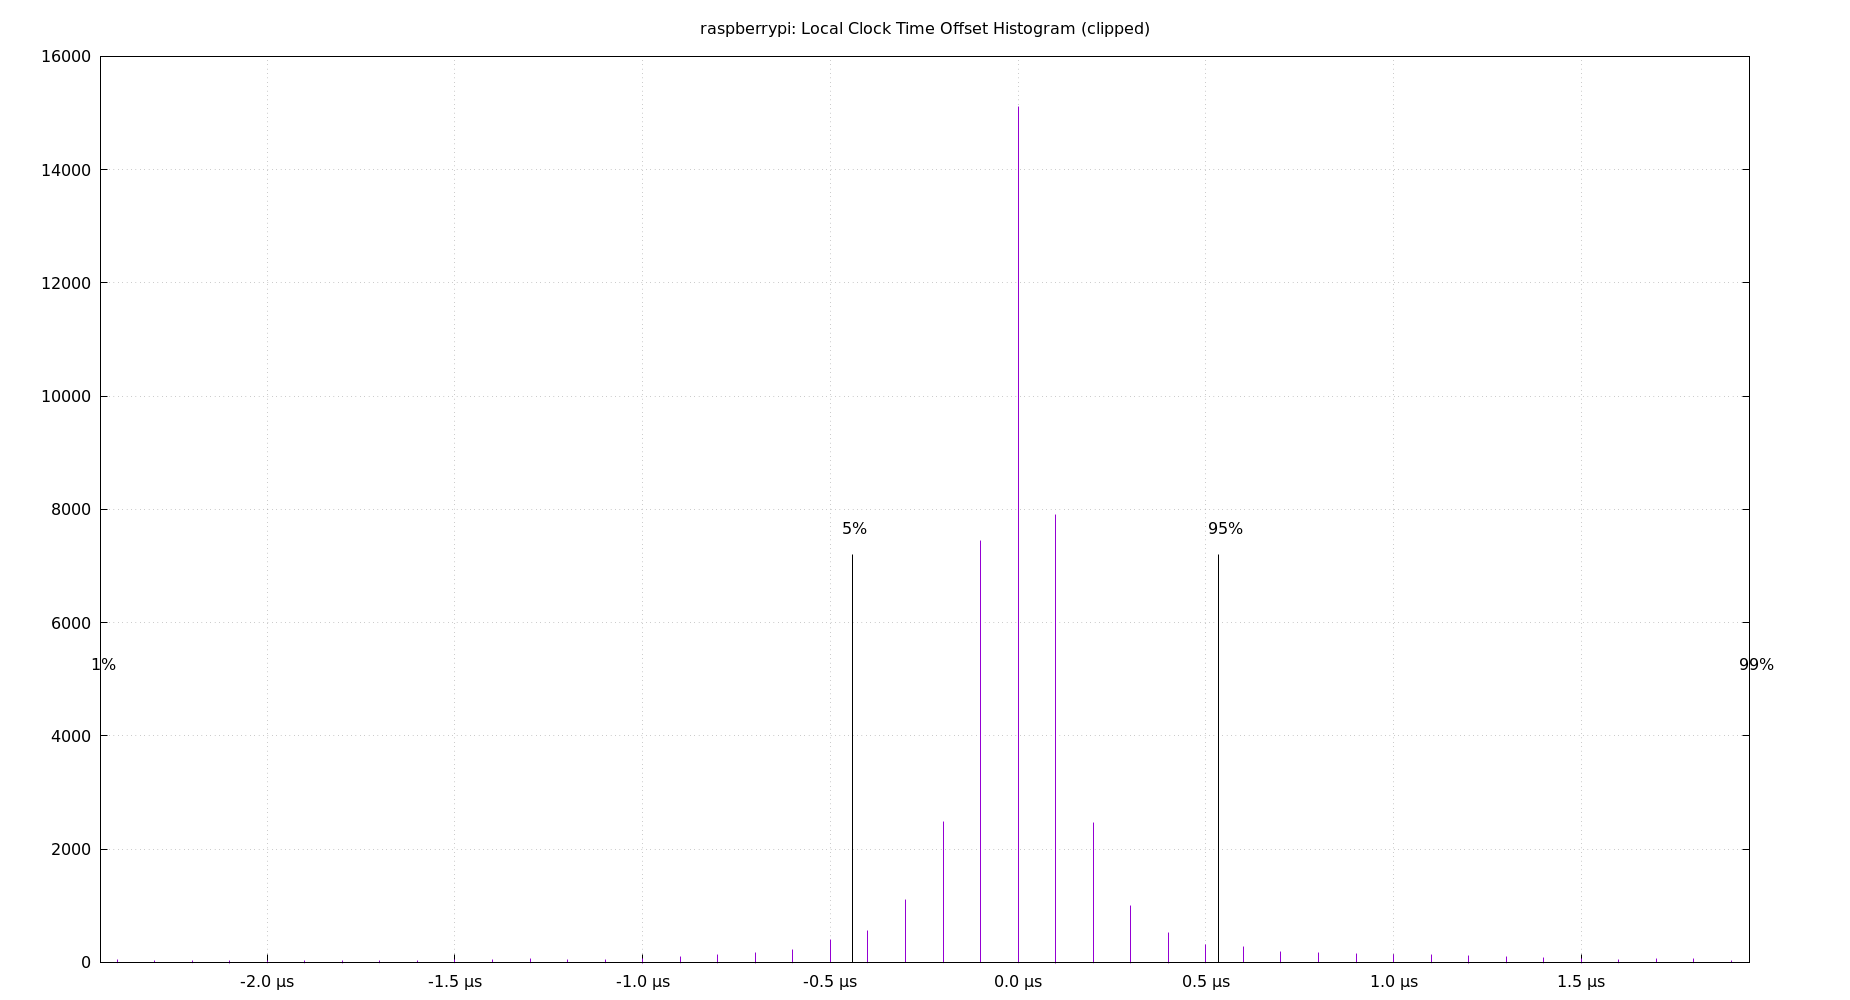 raspberrypi: Local Clock Time Offset Histogram (clipped)
16000
14000
12000
10000
8000
5%
95%
6000
1%
99%
4000
2000
0
-2.0 µs
-1.5 µs
-1.0 µs
-0.5 µs
0.0 µs
0.5 µs
1.0 µs
1.5 µs